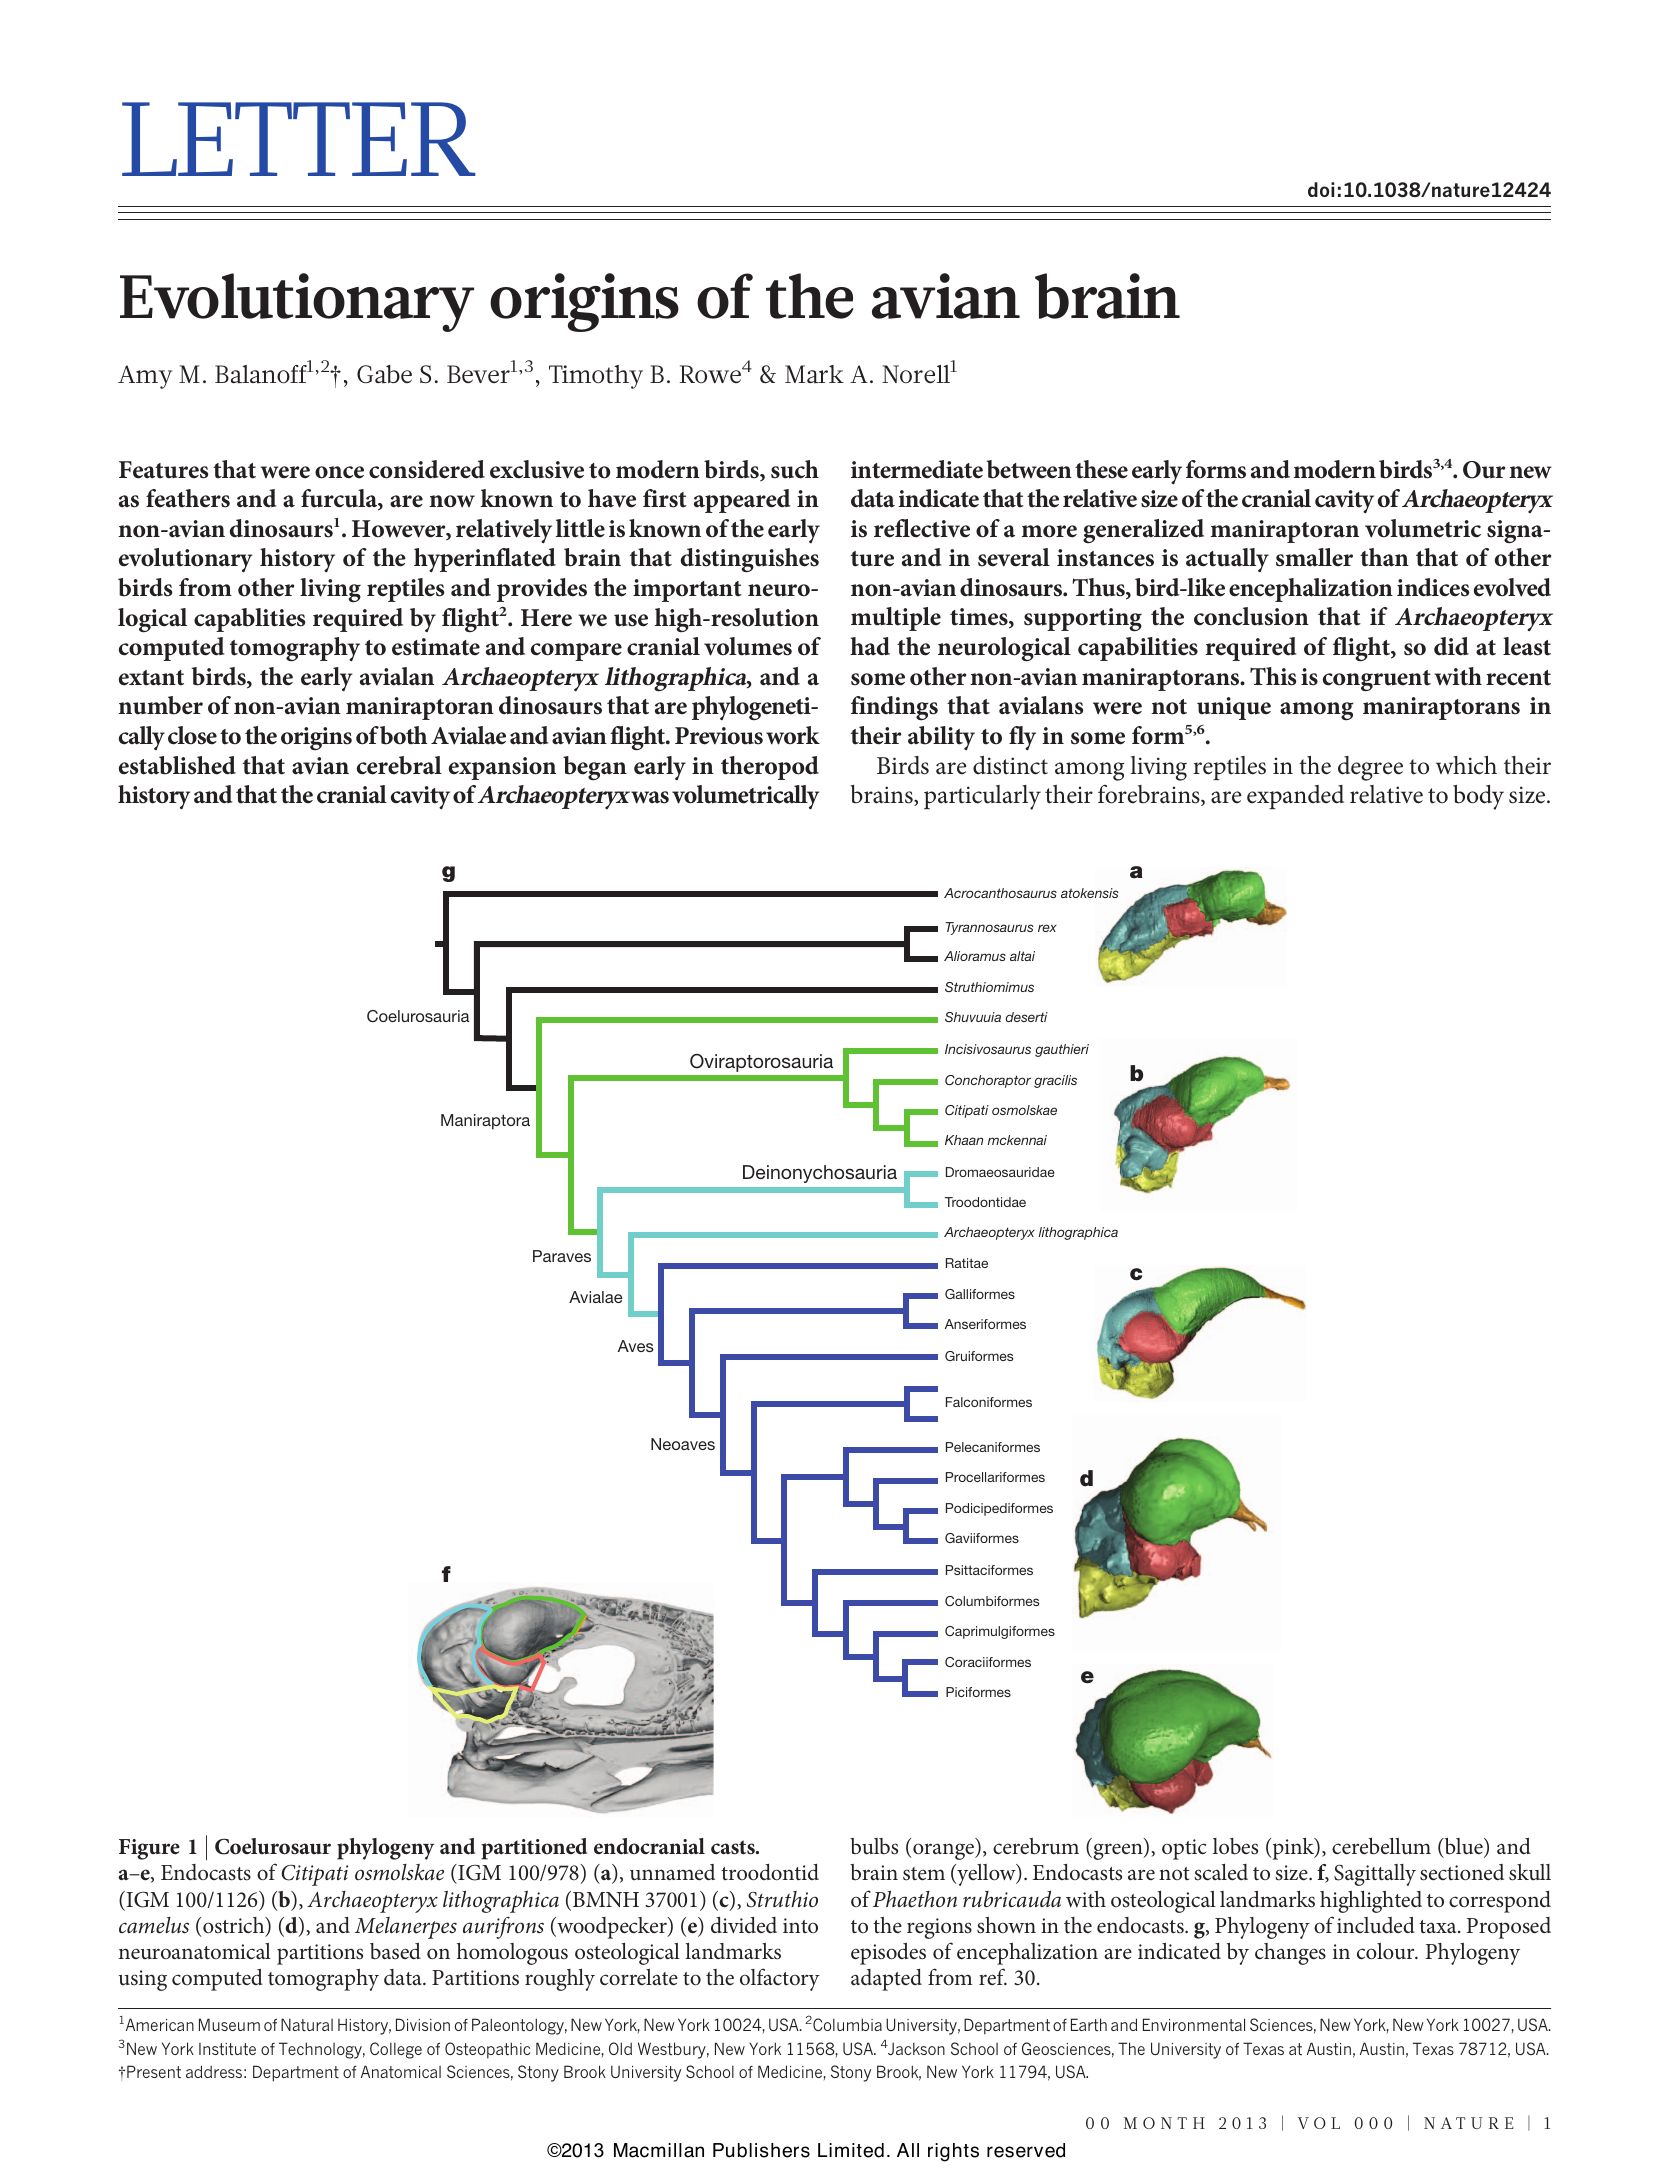 LETTER
doi:10.1038/nature12424
Evolutionary origins of the avian brain
Amy M. Balanoff1,2†, Gabe S. Bever1,3, Timothy B. Rowe4 & Mark A. Norell1
Features that were once considered exclusive to modern birds, such
as feathers and a furcula, are now known to have first appeared in
non-avian dinosaurs1. However, relatively little is known of the early
evolutionary history of the hyperinflated brain that distinguishes
birds from other living reptiles and provides the important neuro-
logical capablities required by flight2. Here we use high-resolution
computed tomography to estimate and compare cranial volumes of
extant birds, the early avialan Archaeopteryx lithographica, and a
number of non-avian maniraptoran dinosaurs that are phylogeneti-
cally close to the origins of both Avialae and avian flight. Previous work
established that avian cerebral expansion began early in theropod
history and that the cranial cavity of Archaeopteryx was volumetrically
intermediate between these early forms and modern birds3,4. Our new
data indicate that the relative size of the cranial cavity of Archaeopteryx
is reflective of a more generalized maniraptoran volumetric signa-
ture and in several instances is actually smaller than that of other
non-avian dinosaurs. Thus, bird-like encephalization indices evolved
multiple times, supporting the conclusion that if Archaeopteryx
had the neurological capabilities required of flight, so did at least
some other non-avian maniraptorans. This is congruent with recent
findings that avialans were not unique among maniraptorans in
their ability to fly in some form5,6.
Birds are distinct among living reptiles in the degree to which their
brains, particularly their forebrains, are expanded relative to body size.
g
a
Acrocanthosaurus atokensis
Tyrannosaurus rex
Alioramus altai
Struthiomimus
Coelurosauria
Shuvuuia deserti
Oviraptorosauria
Incisivosaurus gauthieri
b
Conchoraptor gracilis
Citipati osmolskae
Maniraptora
Khaan mckennai
Deinonychosauria
Dromaeosauridae
Troodontidae
Archaeopteryx lithographica
Paraves
Ratitae
c
Avialae
Galliformes
Anseriformes
Aves
Gruiformes
Falconiformes
Neoaves
Pelecaniformes
Procellariformes
d
Podicipediformes
Gaviiformes
f
Psittaciformes
Columbiformes
Caprimulgiformes
Coraciiformes
e
Piciformes
Figure 1 | Coelurosaur phylogeny and partitioned endocranial casts.
a–e, Endocasts of Citipati osmolskae (IGM 100/978) (a), unnamed troodontid
(IGM 100/1126) (b), Archaeopteryx lithographica (BMNH 37001) (c), Struthio
camelus (ostrich) (d), and Melanerpes aurifrons (woodpecker) (e) divided into
neuroanatomical partitions based on homologous osteological landmarks
using computed tomography data. Partitions roughly correlate to the olfactory
bulbs (orange), cerebrum (green), optic lobes (pink), cerebellum (blue) and
brain stem (yellow). Endocasts are not scaled to size. f, Sagittally sectioned skull
of Phaethon rubricauda with osteological landmarks highlighted to correspond
to the regions shown in the endocasts. g, Phylogeny of included taxa. Proposed
episodes of encephalization are indicated by changes in colour. Phylogeny
adapted from ref. 30.
1American Museum of Natural History, Division of Paleontology, New York, New York 10024, USA. 2Columbia University, Department of Earth and Environmental Sciences, New York, New York 10027, USA.
3New York Institute of Technology, College of Osteopathic Medicine, Old Westbury, New York 11568, USA. 4Jackson School of Geosciences, The University of Texas at Austin, Austin, Texas 78712, USA.
†Present address: Department of Anatomical Sciences, Stony Brook University School of Medicine, Stony Brook, New York 11794, USA.
00 MONTH 2013 | VOL 000 | NATURE | 1
©2013 Macmillan Publishers Limited. All rights reserved